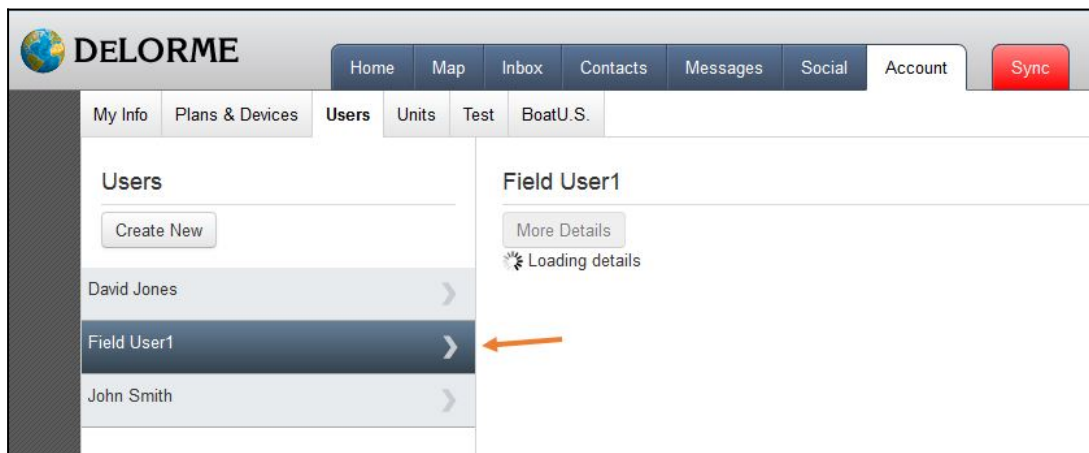 DELORME
Home Map Inbox Contacts Messages Social Account Sync
My Info Plans & Devices Users Units Test BoatU.S.
Users
Create New
David Jones
Field User1
John Smith
Field User1
More Details
Loading details